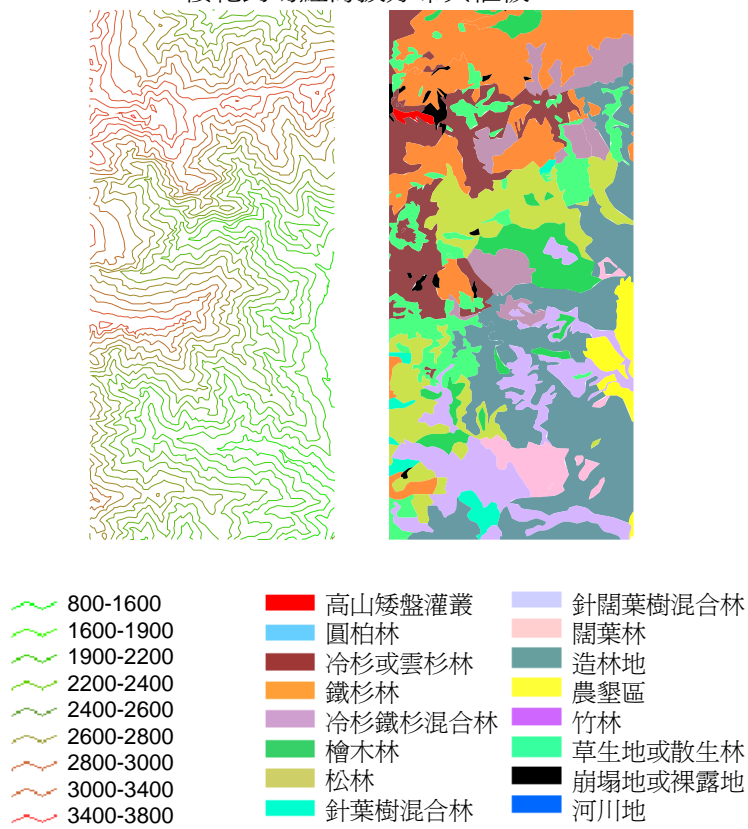 800-1600
1600-1900
1900-2200
2200-2400
2400-2600
2600-2800
2800-3000
3000-3400
3400-3800
高山矮盤灌叢
圓柏林
冷杉或雲杉林
鐵杉林
冷杉鐵杉混合林
檜木林
松林
針葉樹混合林
針闊葉樹混合林
闊葉林
造林地
農墾區
竹林
草生地或散生林
崩塌地或裸露地
河川地